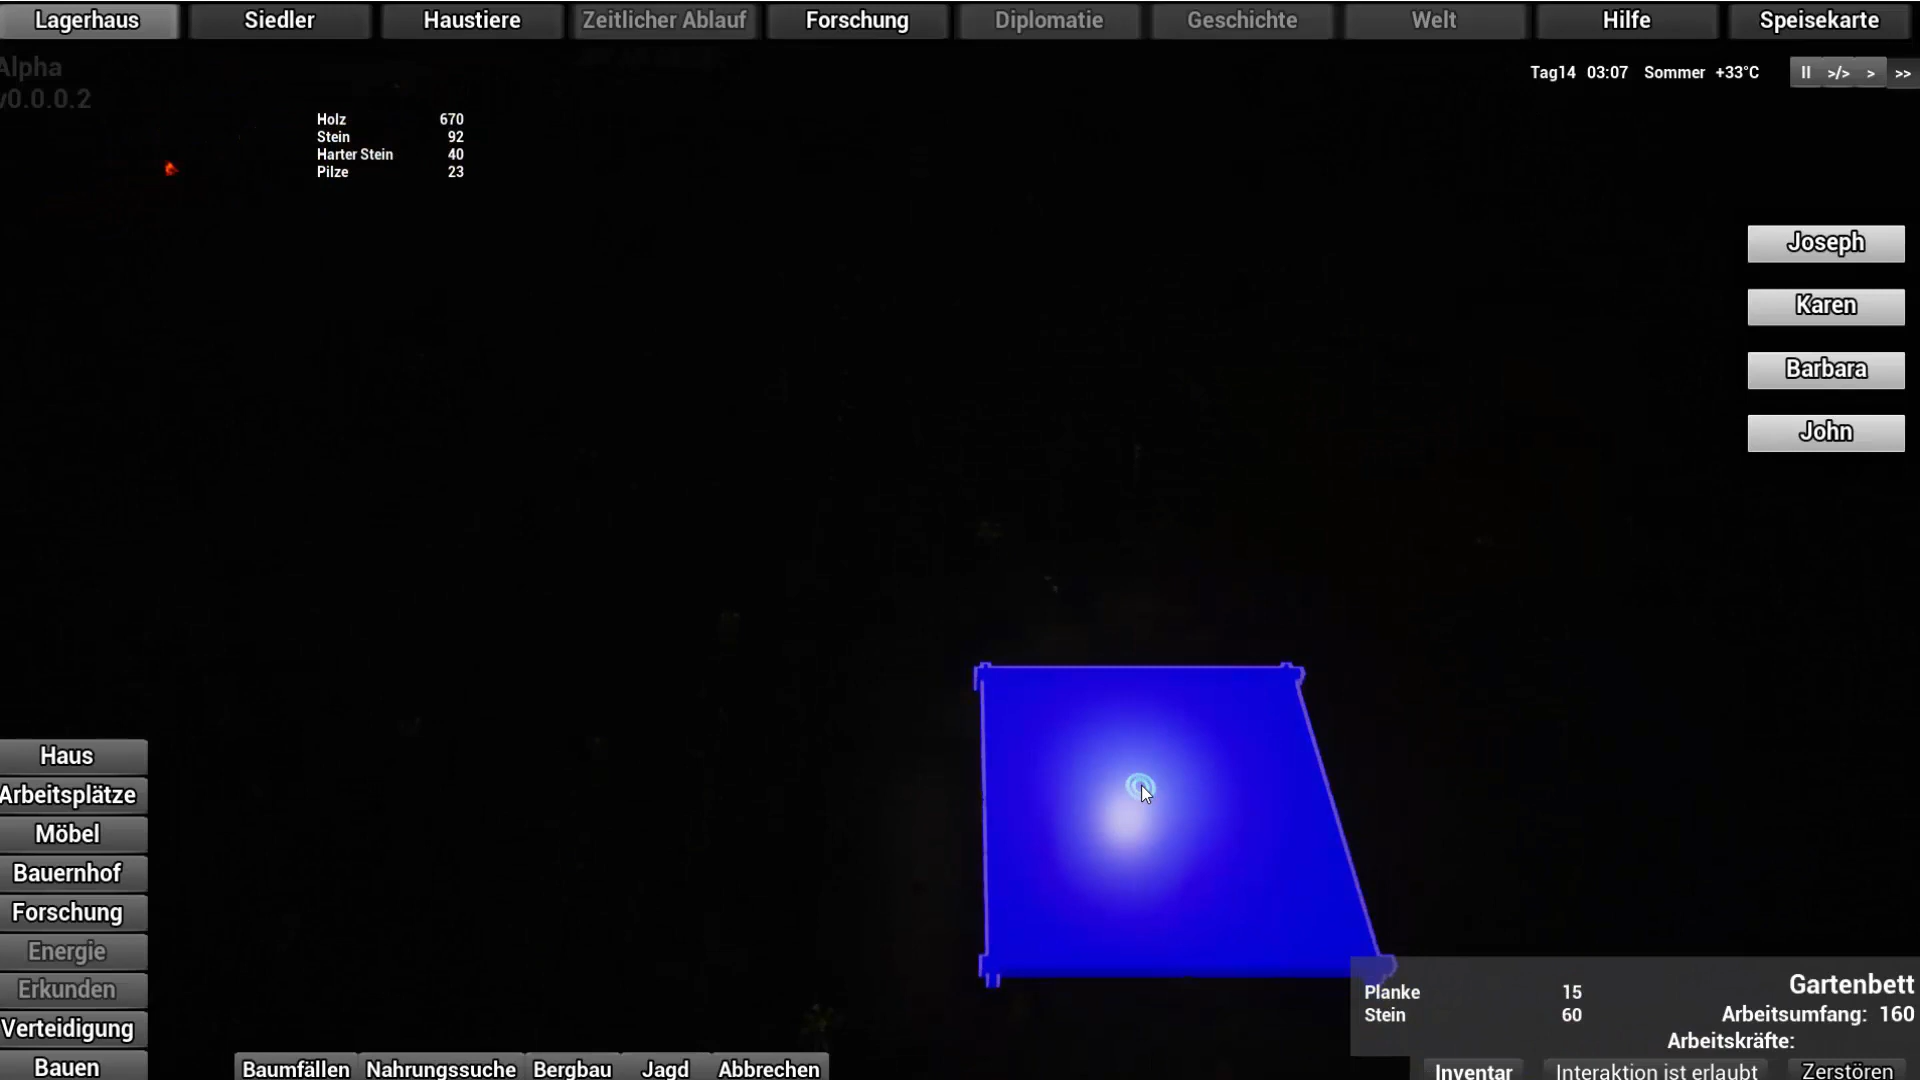 Lagerhaus Siedler Haustiere Zeitlicher Ablauf Forschung Diplomatie Geschichte Welt Hilfe Speisekarte
Alpha
v0.0.0.2
Tag14 03:07 Sommer +33°C II >/> > >>
Holz 670
Stein 92
Harter Stein 40
Pilze 23
Joseph
Karen
Barbara
John
Haus
Arbeitsplätze
Möbel
Bauernhof
Forschung
Energie
Erkunden
Verteidigung
Bauen
Baumfällen Nahrungssuche Bergbau Jagd Abbrechen
Gartenbett
Planke 15
Stein 60
Arbeitsumfang: 160
Arbeitskräfte:
Inventar Interaktion ist erlaubt Zerstören